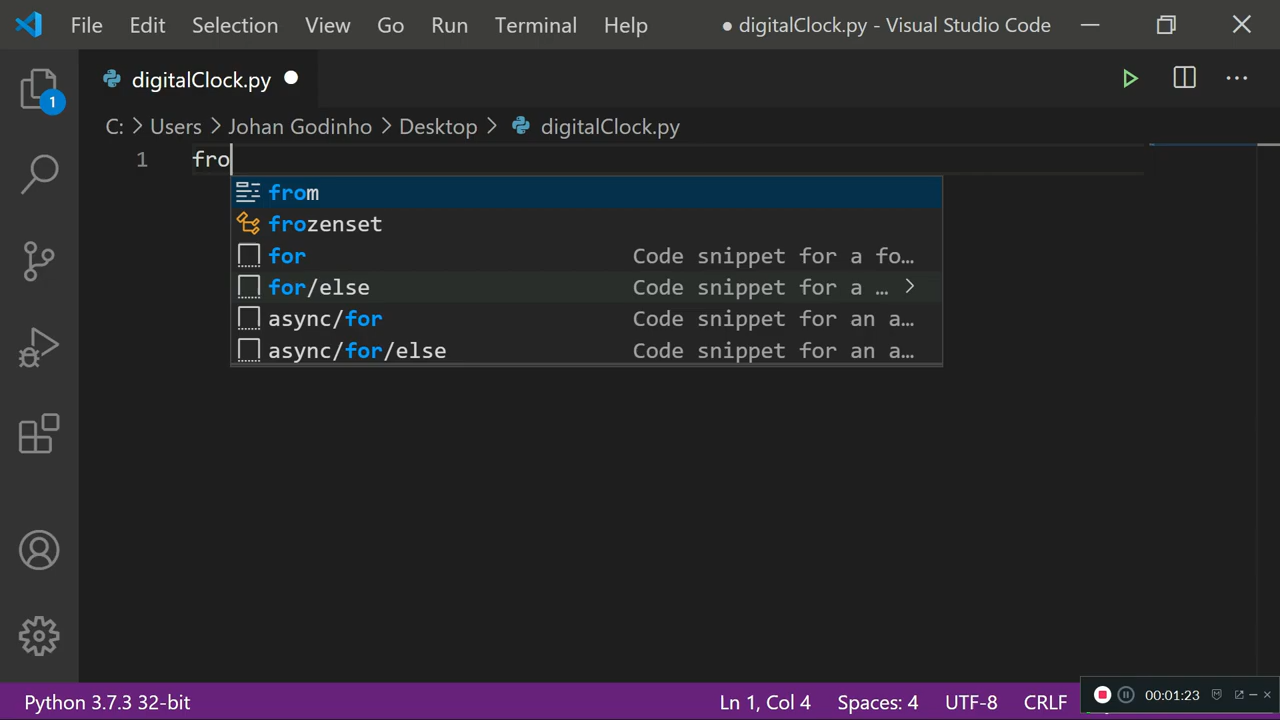 File Edit Selection View Go Run Terminal Help ● digitalClock.py - Visual Studio Code
digitalClock.py
1
C: > Users > Johan Godinho > Desktop > digitalClock.py
1 fro
from
frozenset
for Code snippet for a fo…
for/else Code snippet for a …
async/for Code snippet for an a…
async/for/else Code snippet for an a…
Python 3.7.3 32-bit Ln 1, Col 4 Spaces: 4 UTF-8 CRLF 00:01:23